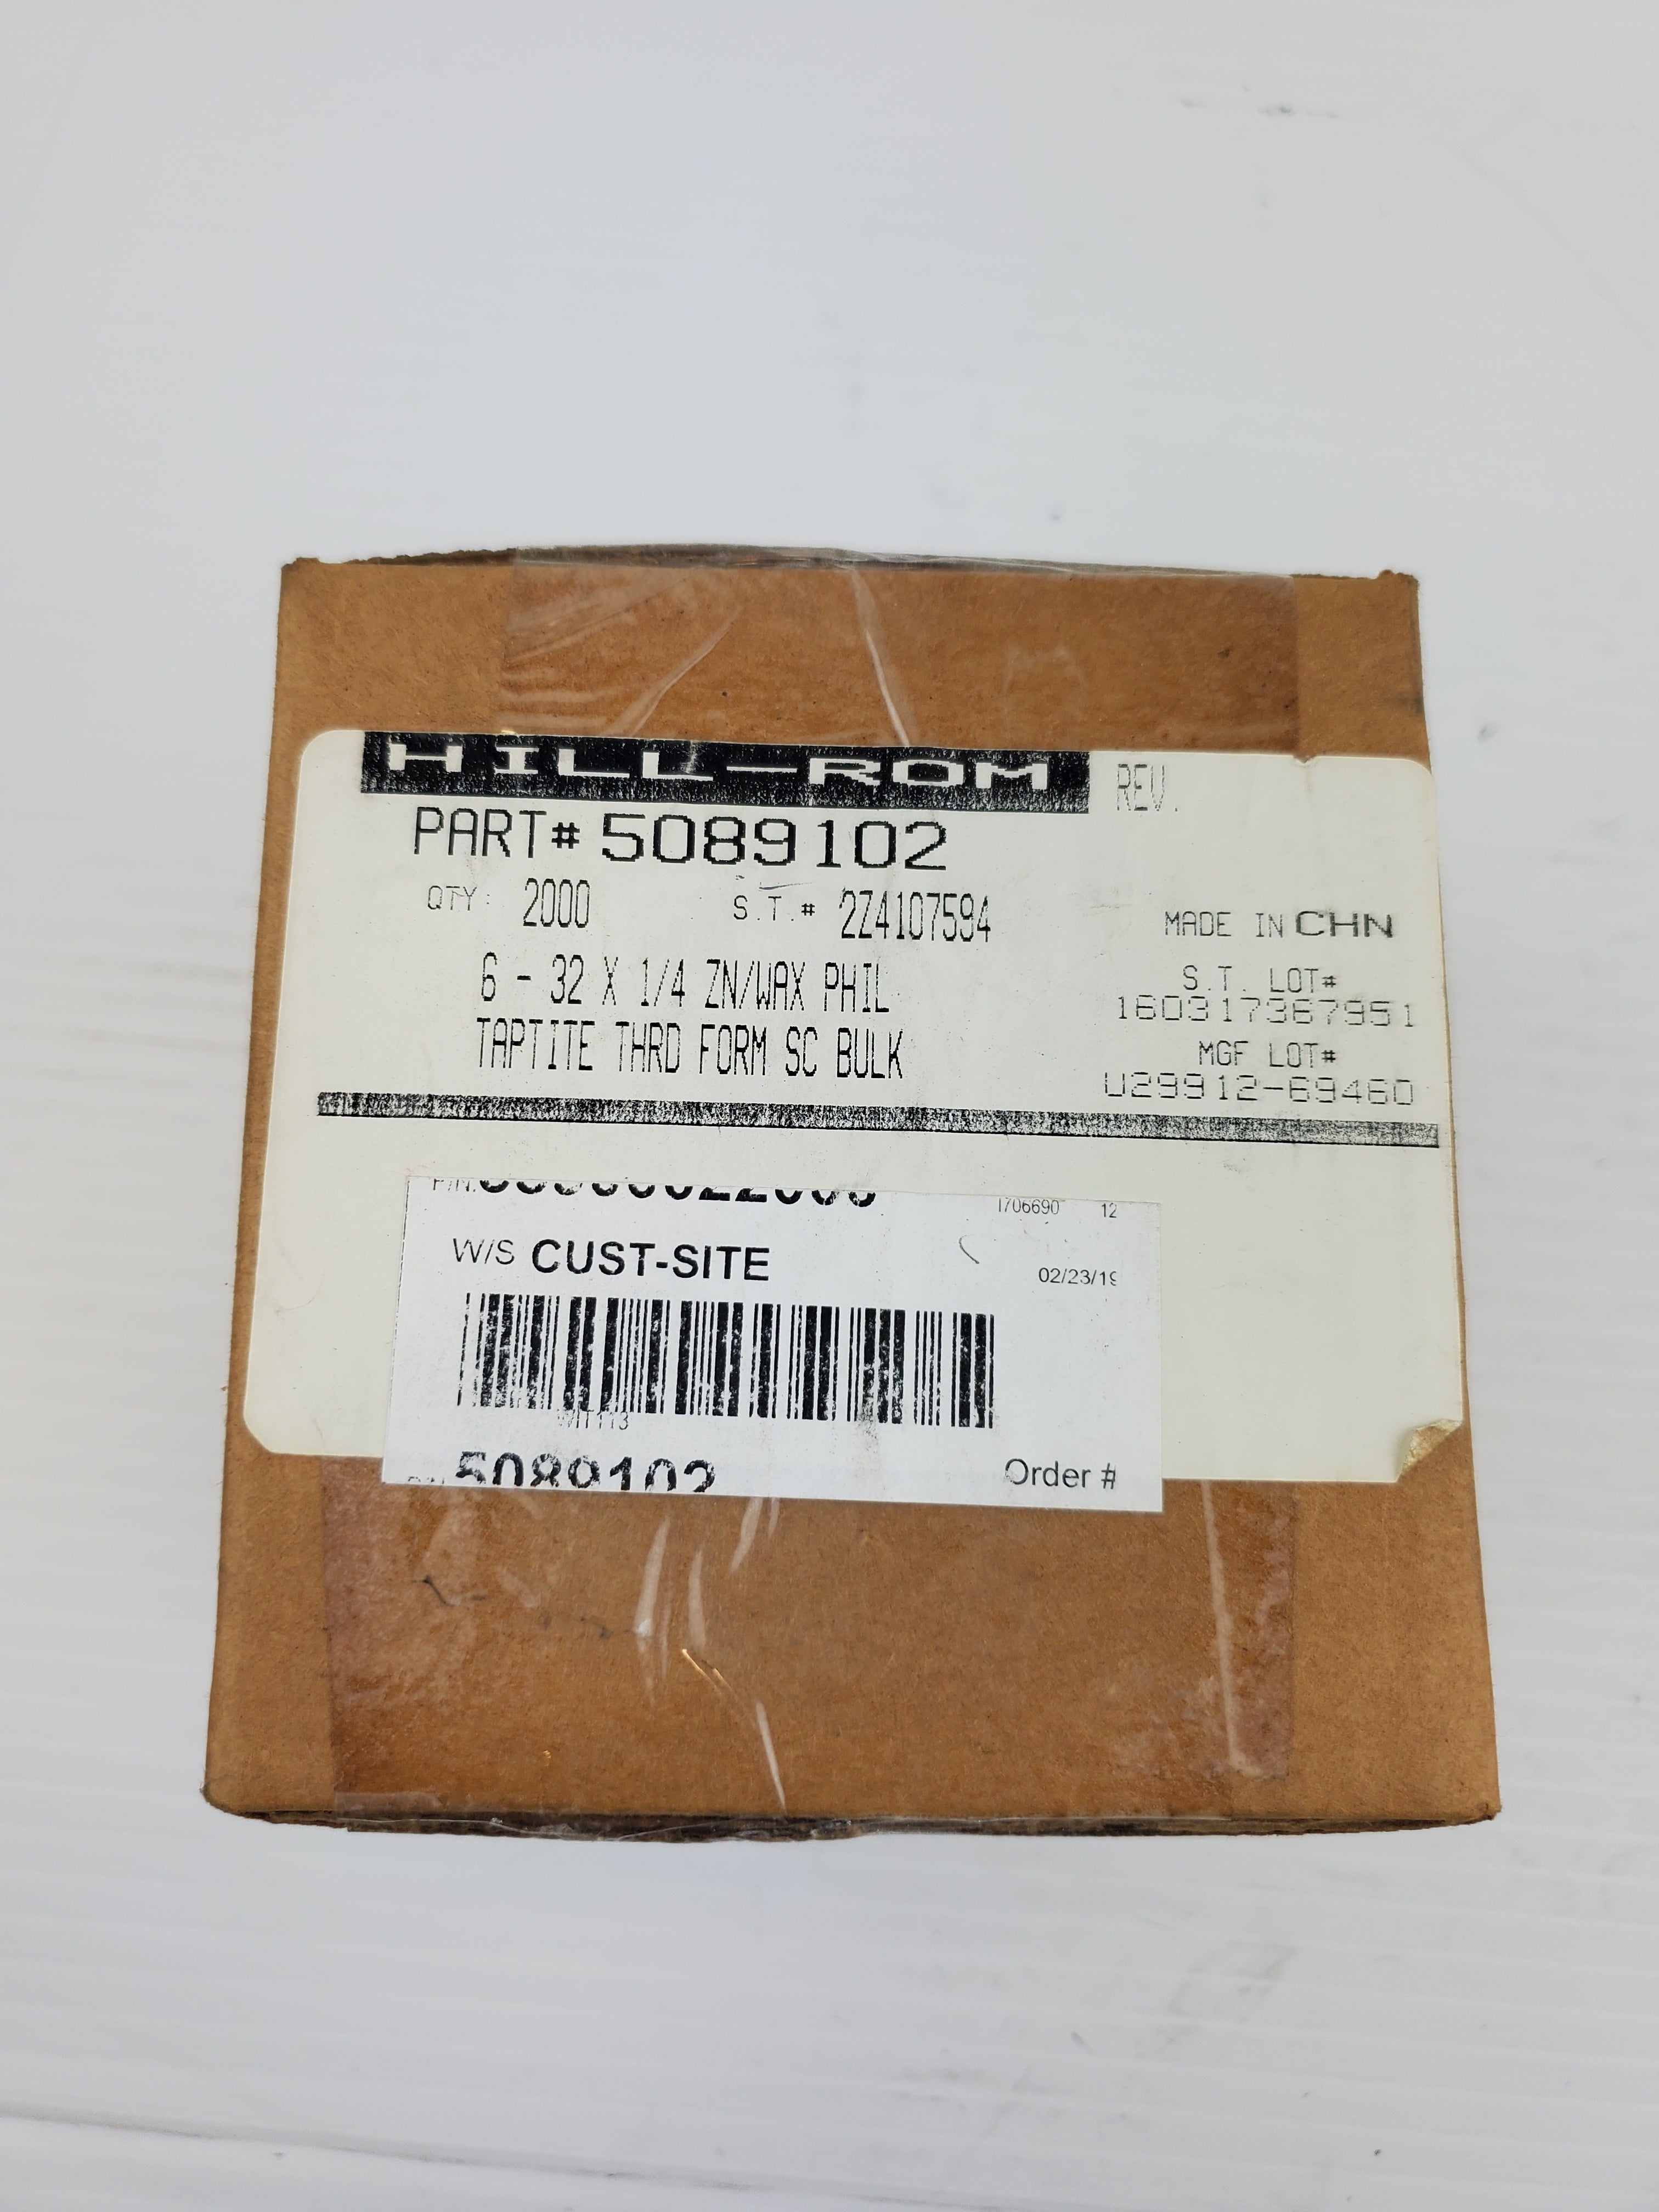 HILL-ROM REV.
PART# 5089102
QTY: 2000 S.T.# 2Z4107594
MADE IN CHN
6 - 32 X 1/4 ZN/WAX PHIL
TAPTITE THRD FORM SC BULK
S.T. LOT#
160317367951
MGF LOT#
U29912-69460
P/N:
1706690 12
W/S CUST-SITE
02/23/19
WIT113
5089102
Order #